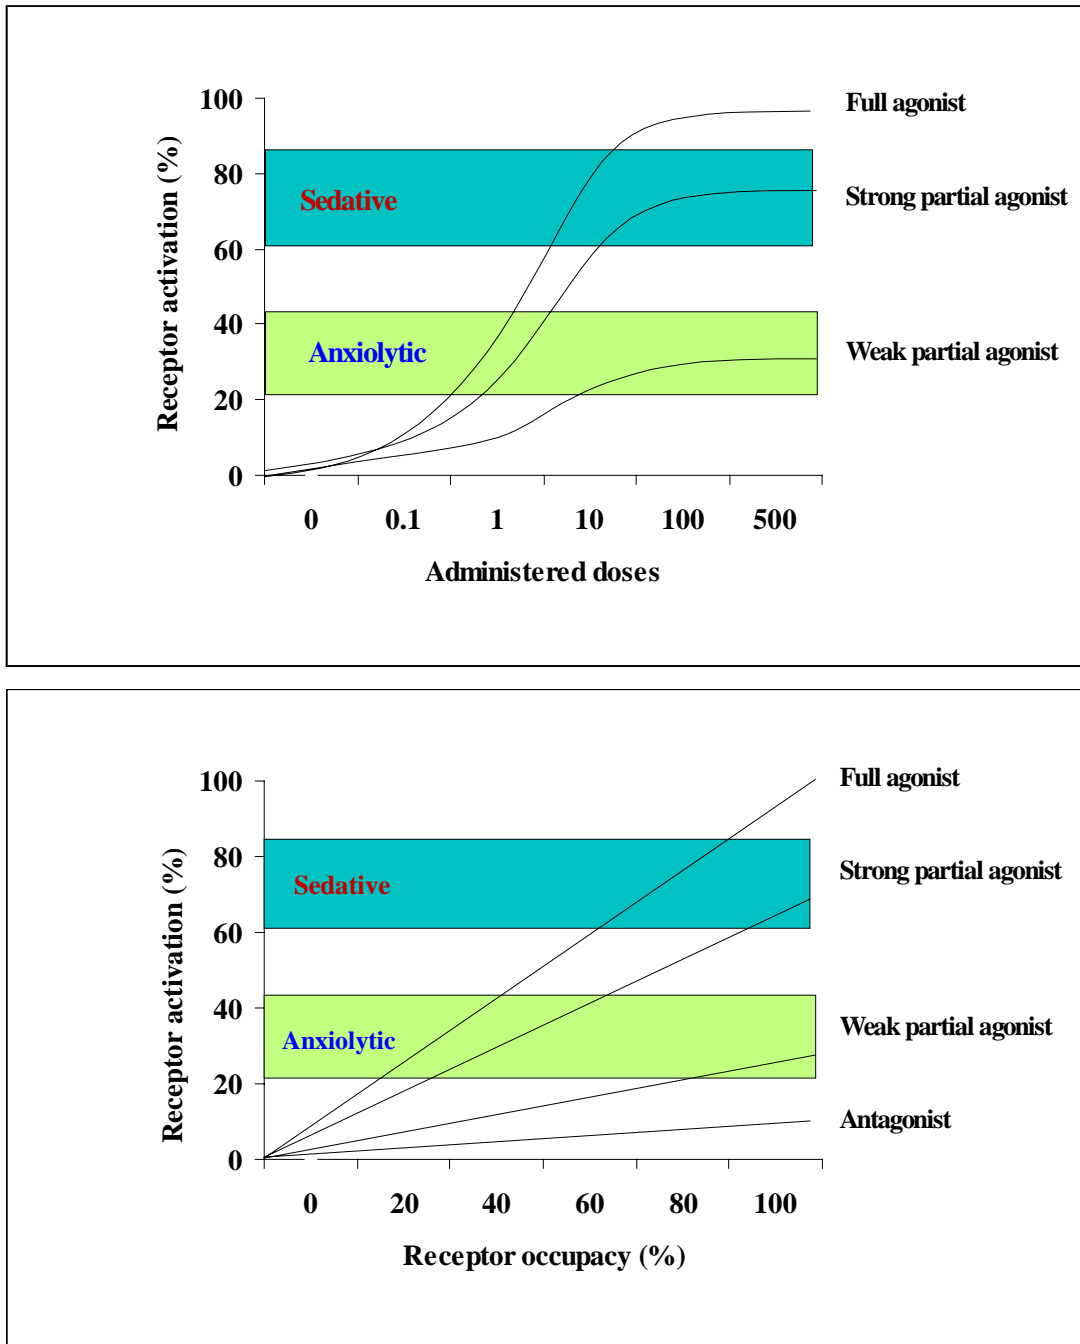 100
Full agonist
Receptor activation (%)
80
Sedative
Strong partial agonist
60
40
Anxiolytic
Weak partial agonist
20
0
0 0.1 1 10 100 500
Administered doses
100
Full agonist
Receptor activation (%)
80
Sedative
Strong partial agonist
60
40
Anxiolytic
Weak partial agonist
20
Antagonist
0
0 20 40 60 80 100
Receptor occupacy (%)